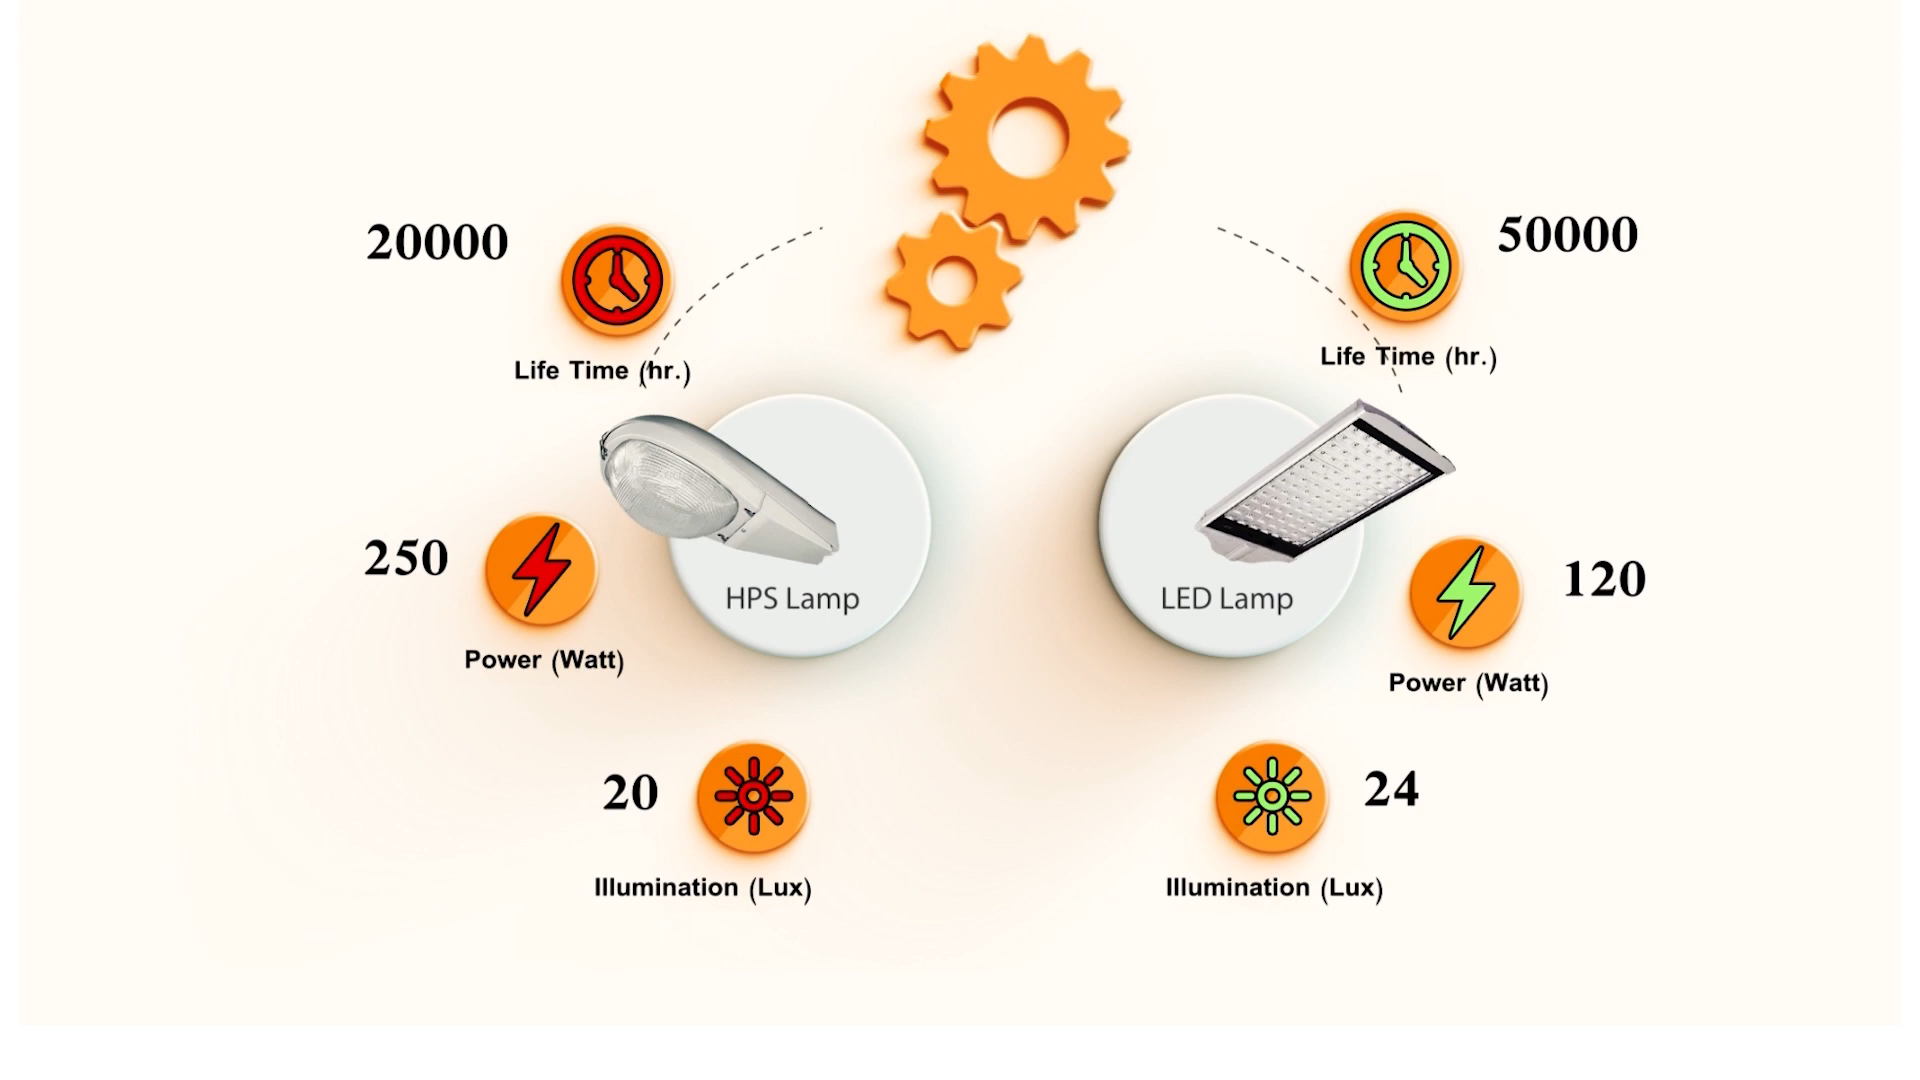 20000
Life Time (hr.)
250
Power (Watt)
20
Illumination (Lux)
HPS Lamp
LED Lamp
50000
Life Time (hr.)
120
Power (Watt)
24
Illumination (Lux)